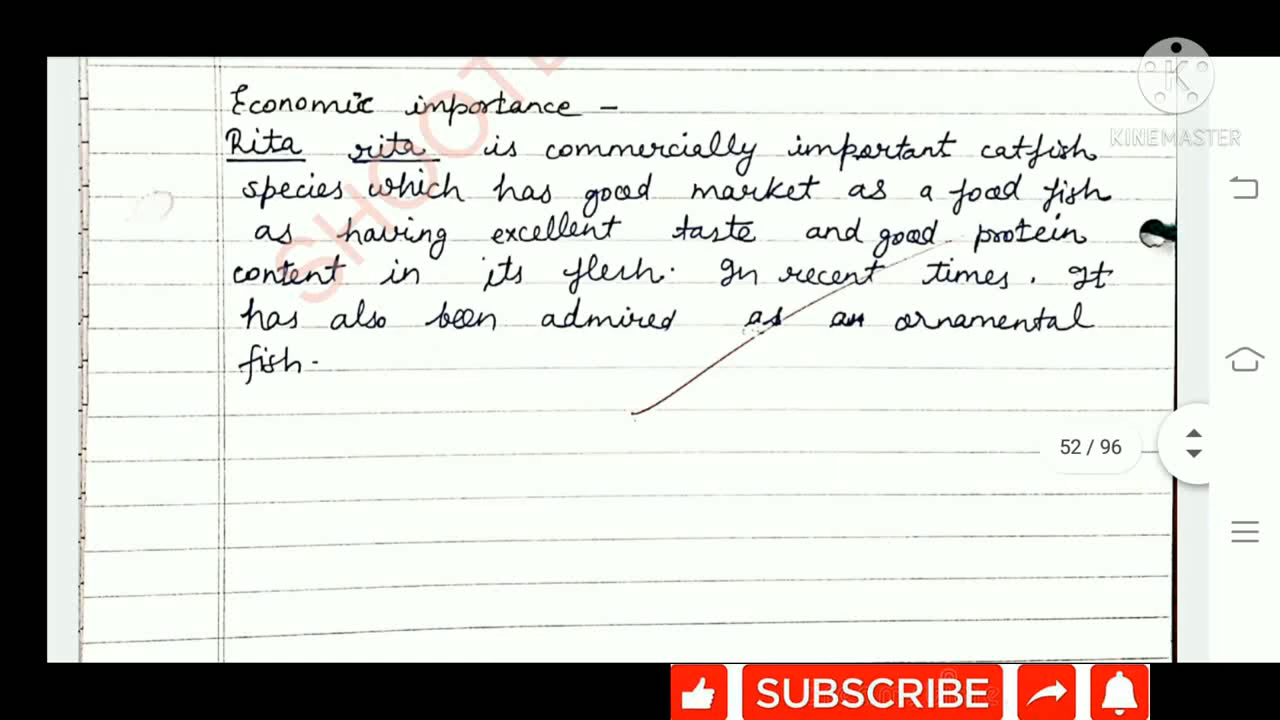 Economic importance -
Rita rita is commercially important catfish
species which has good market as a food fish
as having excellent taste and good protein
content in its flesh. In recent times. It
has also been admired as an ornamental
fish.
KINEMASTER
52 / 96
SUBSCRIBE